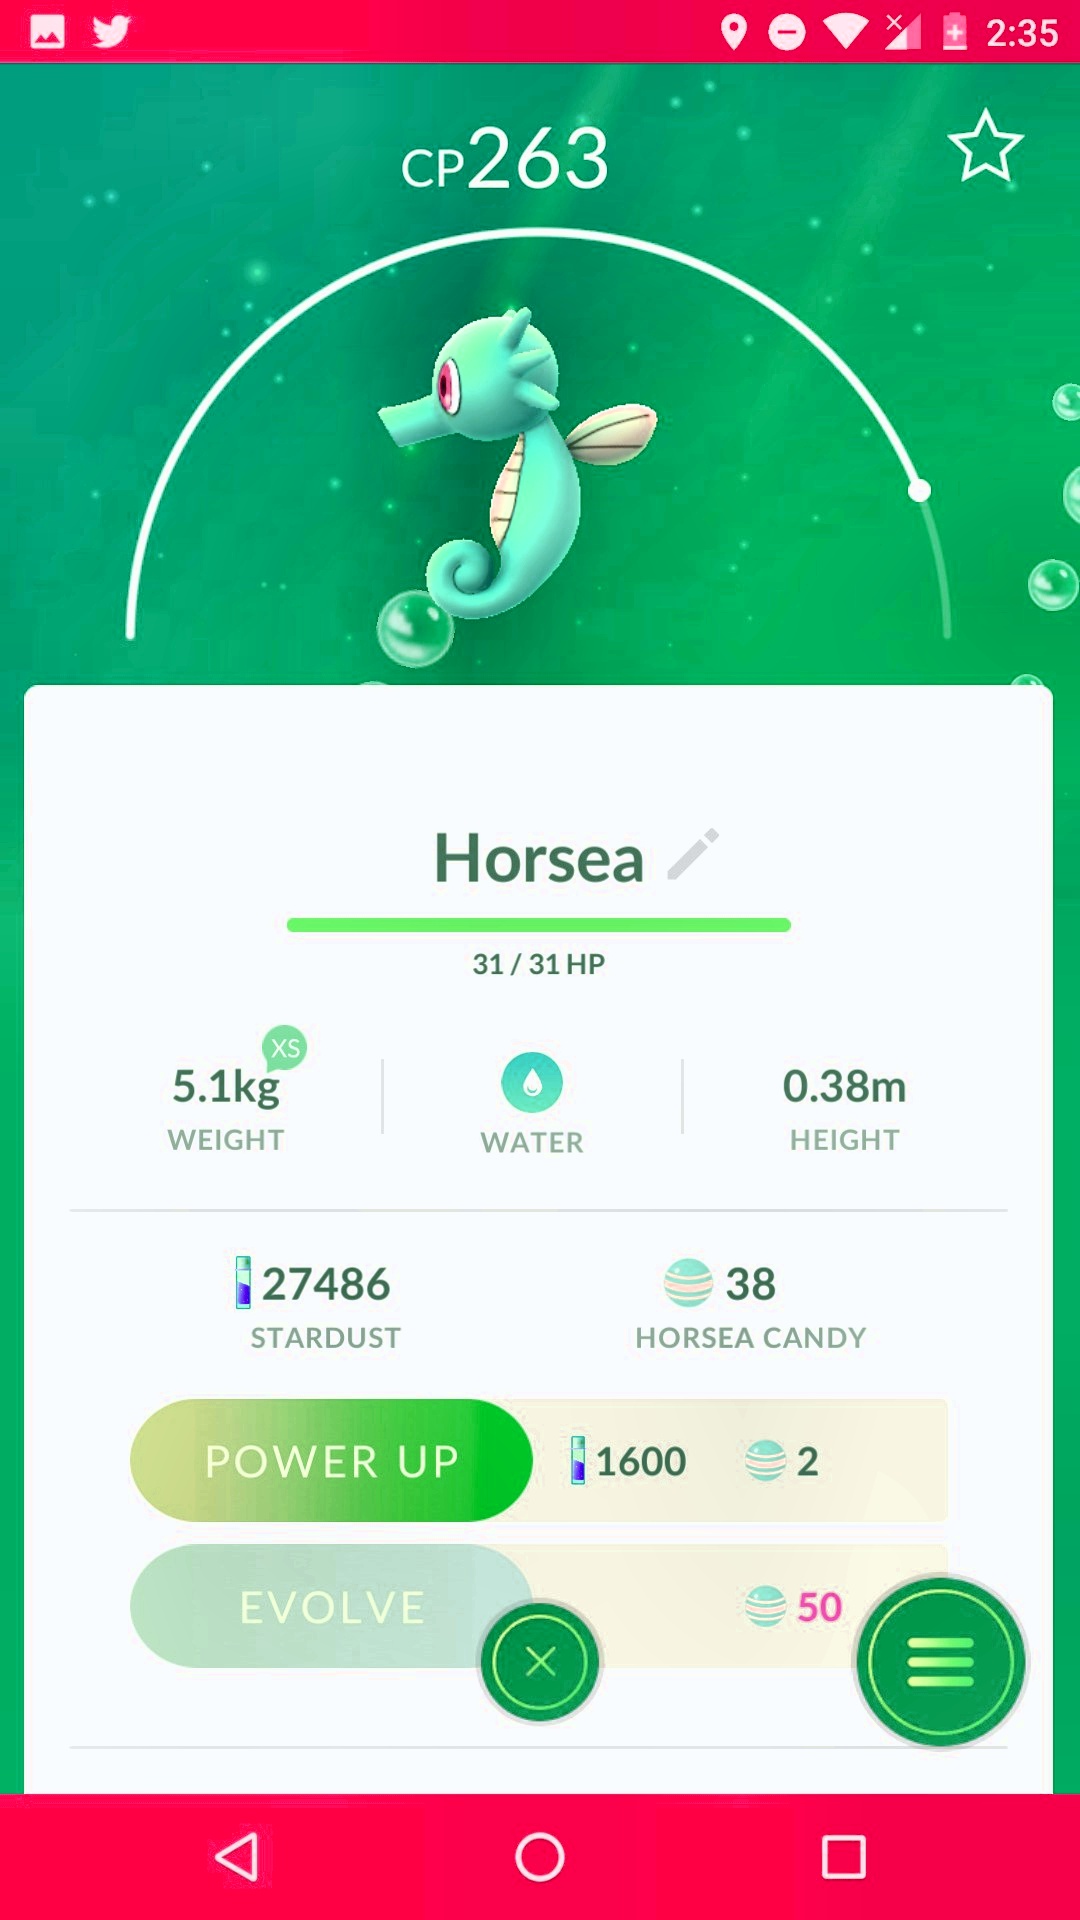 2:35
CP263
Horsea
31 / 31 HP
XS
5.1kg
WEIGHT
WATER
0.38m
HEIGHT
27486
STARDUST
38
HORSEA CANDY
POWER UP 1600 2
EVOLVE 50